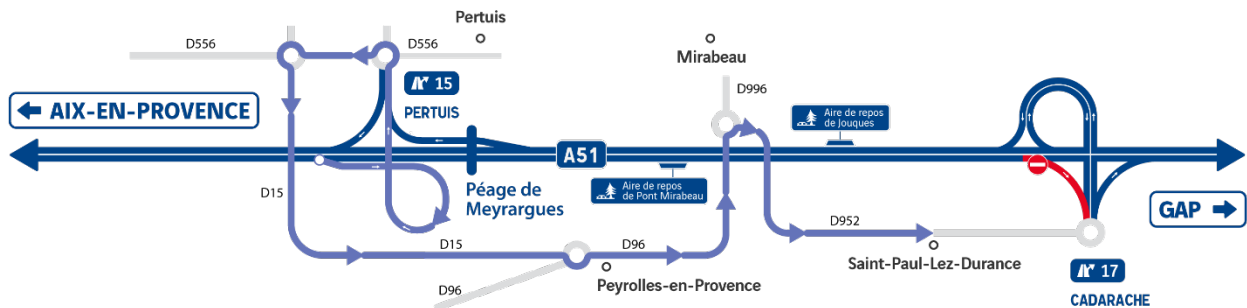 Pertuis
D556
D556
Mirabeau
15
PERTUIS
D996
Aire de repos
de Jouques
← AIX-EN-PROVENCE
A51
D15
Péage de
Meyrargues
Aire de repos
de Pont Mirabeau
GAP →
D952
D15
D96
Saint-Paul-Lez-Durance
Peyrolles-en-Provence
D96
17
CADARACHE